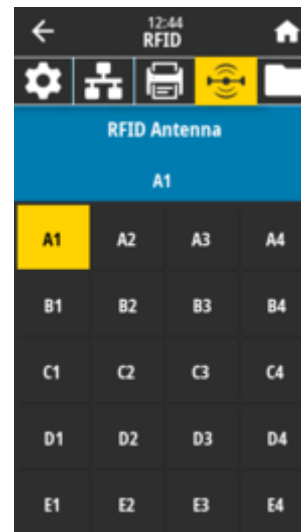 12:44
RFID
RFID Antenna
A1
A1 A2 A3 A4
B1 B2 B3 B4
C1 C2 C3 C4
D1 D2 D3 D4
E1 E2 E3 E4